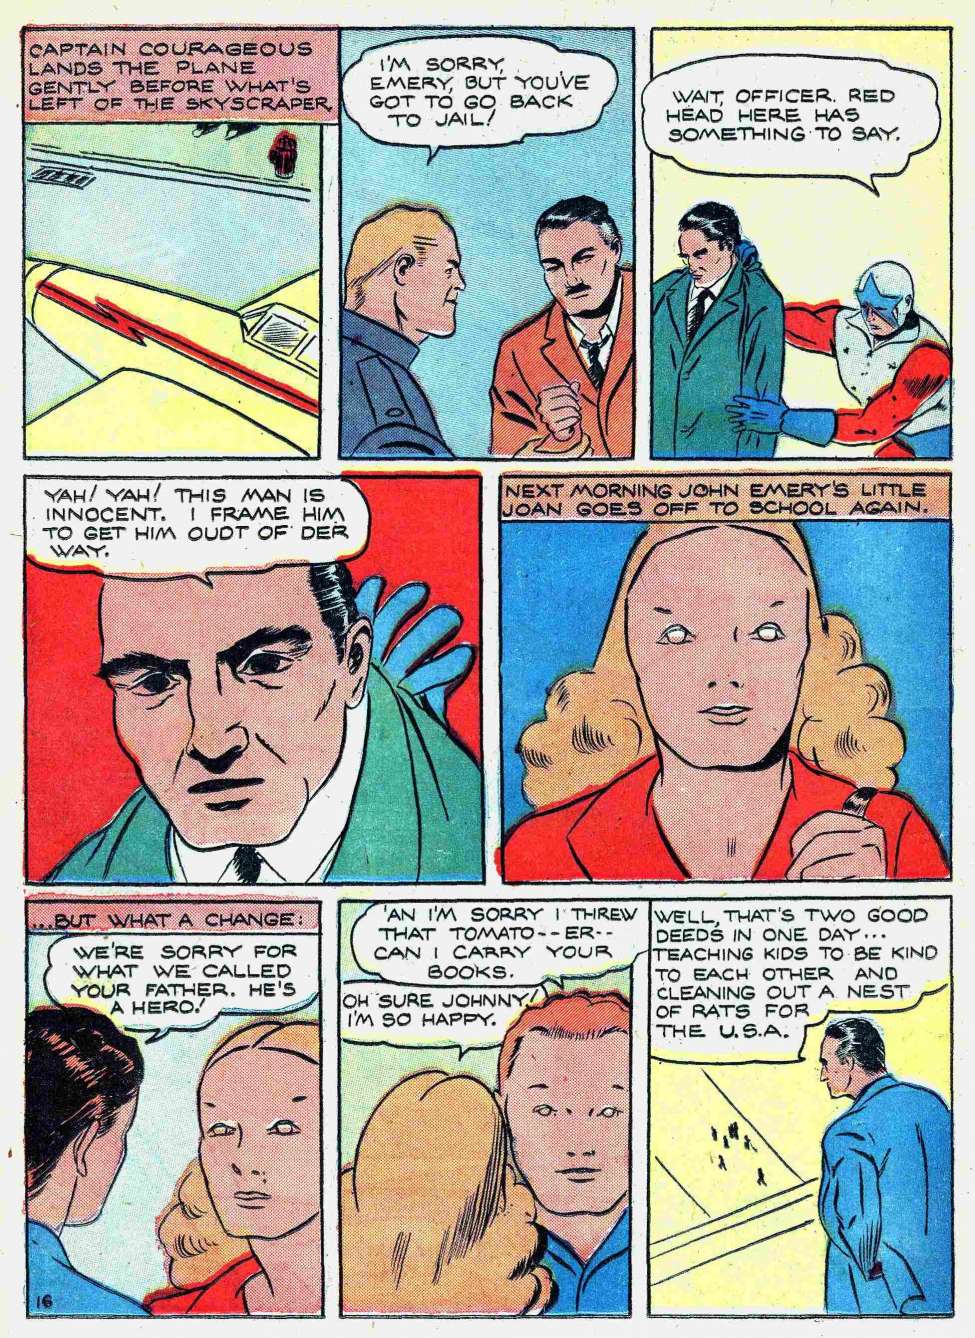 CAPTAIN COURAGEOUS
LANDS THE PLANE
GENTLY BEFORE WHAT'S
LEFT OF THE SKYSCRAPER
I'M SORRY,
EMERY, BUT YOU'VE
GOT TO GO BACK
TO JAIL!
WAIT, OFFICER. RED
HEAD HERE HAS
SOMETHING TO SAY.
YAH! YAH! THIS MAN IS
INNOCENT. I FRAME HIM
TO GET HIM OUDT OF DER
WAY.
NEXT MORNING JOHN EMERY'S LITTLE
JOAN GOES OFF TO SCHOOL AGAIN.
...BUT WHAT A CHANGE:
WE'RE SORRY FOR
WHAT WE CALLED
YOUR FATHER. HE'S
A HERO!
'AN I'M SORRY I THREW
THAT TOMATO--ER--
CAN I CARRY YOUR
BOOKS.
OH SURE JOHNNY!
I'M SO HAPPY.
WELL, THAT'S TWO GOOD
DEEDS IN ONE DAY...
TEACHING KIDS TO BE KIND
TO EACH OTHER AND
CLEANING OUT A NEST
OF RATS FOR
THE U.S.A.
16